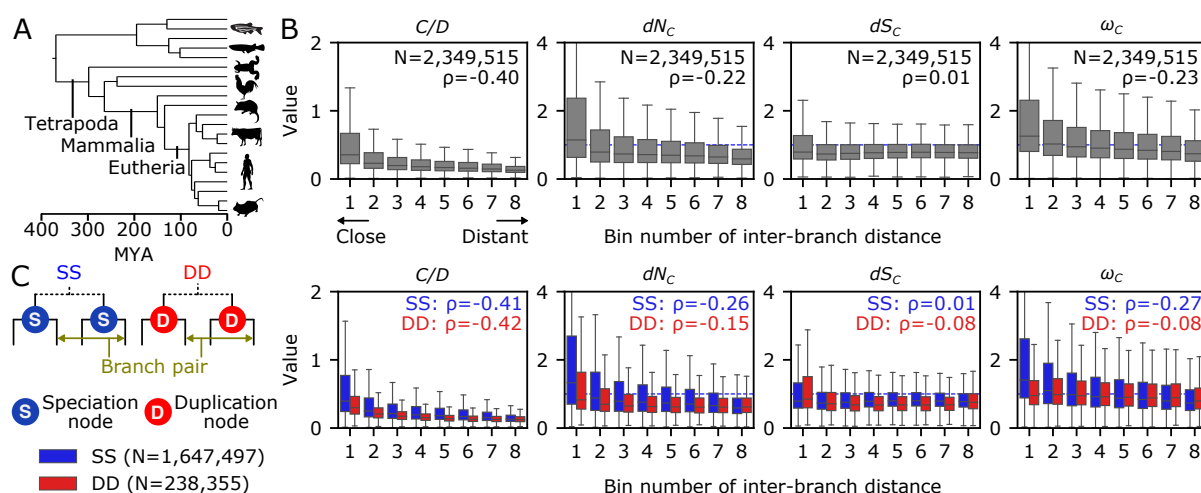 A
Tetrapoda
Mammalia
Eutheria
400 300 200 100 0
MYA
B
C/D
dN_C
dS_C
ω_C
Value
2
1
0
N=2,349,515
ρ=-0.40
1 2 3 4 5 6 7 8
4
2
0
N=2,349,515
ρ=-0.22
1 2 3 4 5 6 7 8
4
2
0
N=2,349,515
ρ=0.01
1 2 3 4 5 6 7 8
4
2
0
N=2,349,515
ρ=-0.23
1 2 3 4 5 6 7 8
Close
Distant
Bin number of inter-branch distance
C
SS
DD
S
S
D
D
Branch pair
S
Speciation
node
D
Duplication
node
SS (N=1,647,497)
DD (N=238,355)
C/D
dN_C
dS_C
ω_C
Value
2
1
0
SS: ρ=-0.41
DD: ρ=-0.42
1 2 3 4 5 6 7 8
4
2
0
SS: ρ=-0.26
DD: ρ=-0.15
1 2 3 4 5 6 7 8
4
2
0
SS: ρ=0.01
DD: ρ=-0.08
1 2 3 4 5 6 7 8
4
2
0
SS: ρ=-0.27
DD: ρ=-0.08
1 2 3 4 5 6 7 8
Bin number of inter-branch distance